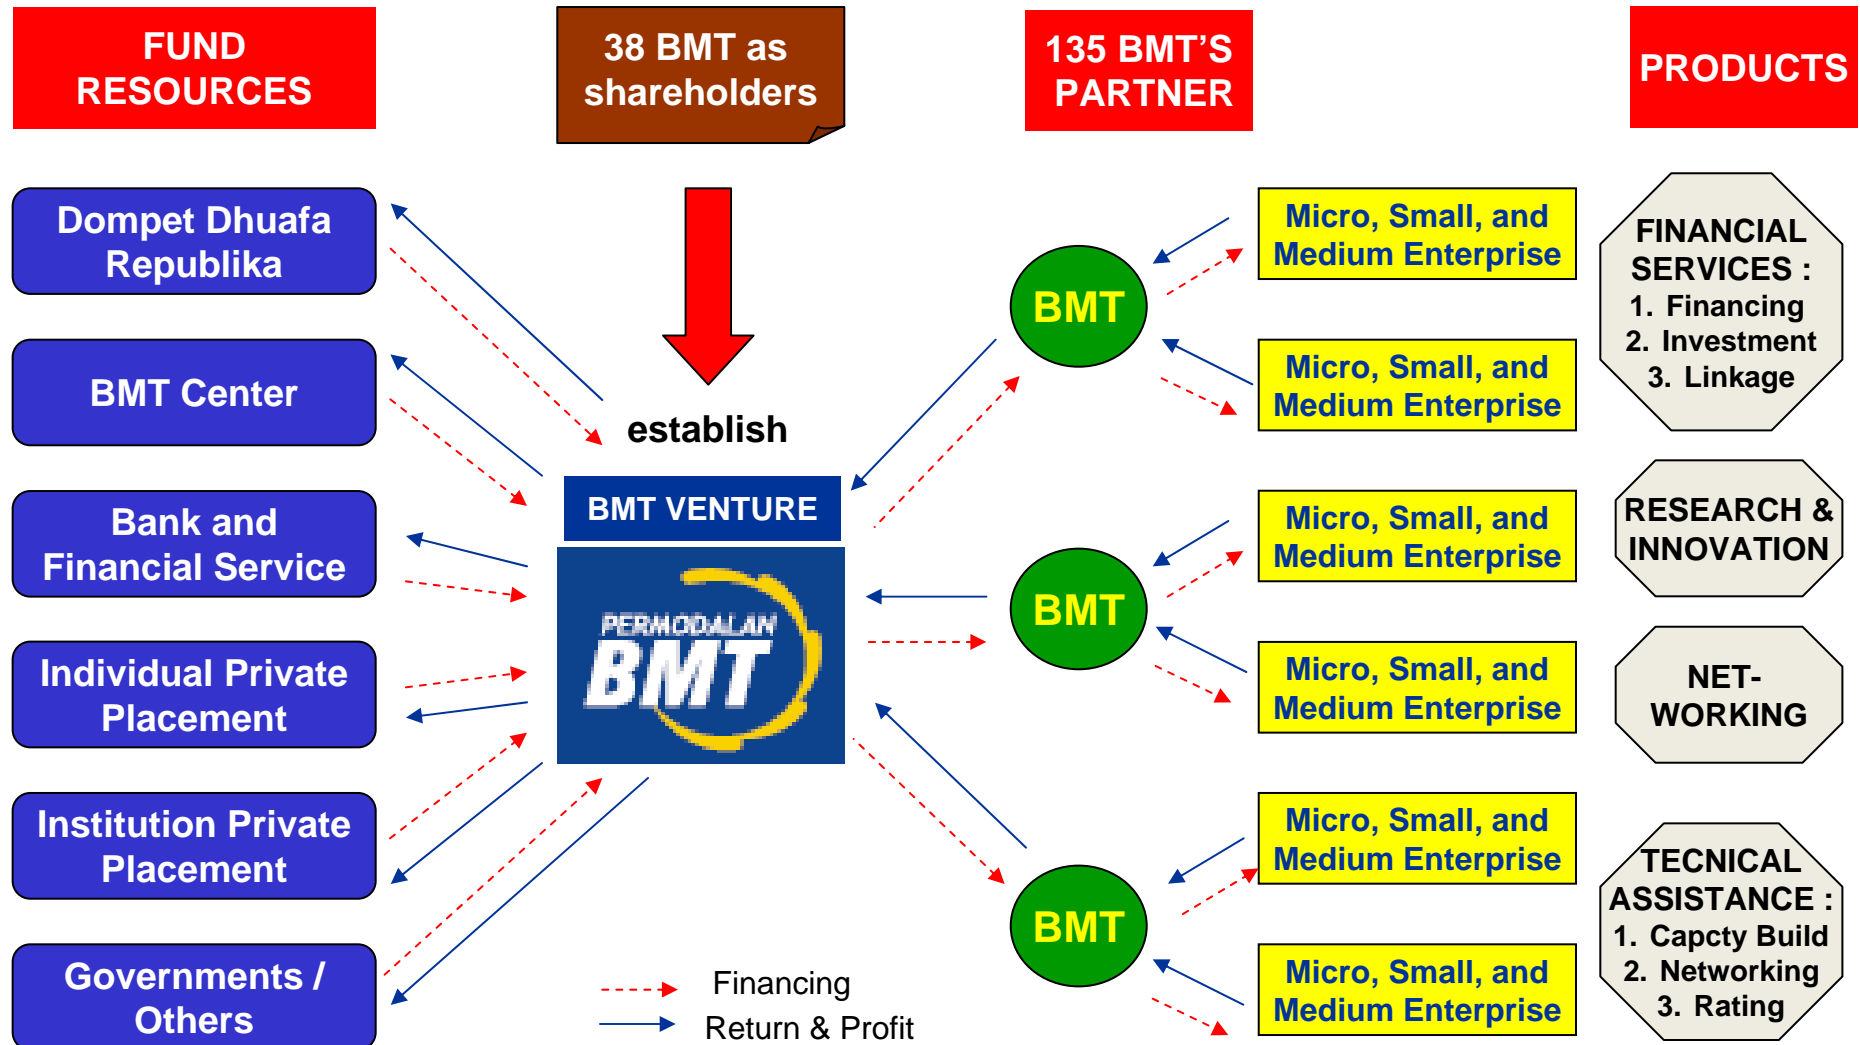 FUND
RESOURCES
38 BMT as
shareholders
135 BMT’S
PARTNER
PRODUCTS
Dompet Dhuafa
Republika
BMT Center
Bank and
Financial Service
Individual Private
Placement
Institution Private
Placement
Governments /
Others
establish
BMT VENTURE
PERMODALAN
BMT
Financing
Return & Profit
BMT
BMT
BMT
Micro, Small, and
Medium Enterprise
Micro, Small, and
Medium Enterprise
Micro, Small, and
Medium Enterprise
Micro, Small, and
Medium Enterprise
Micro, Small, and
Medium Enterprise
Micro, Small, and
Medium Enterprise
FINANCIAL
SERVICES :
1. Financing
2. Investment
3. Linkage
RESEARCH &
INNOVATION
NET-
WORKING
TECNICAL
ASSISTANCE :
1. Capcty Build
2. Networking
3. Rating